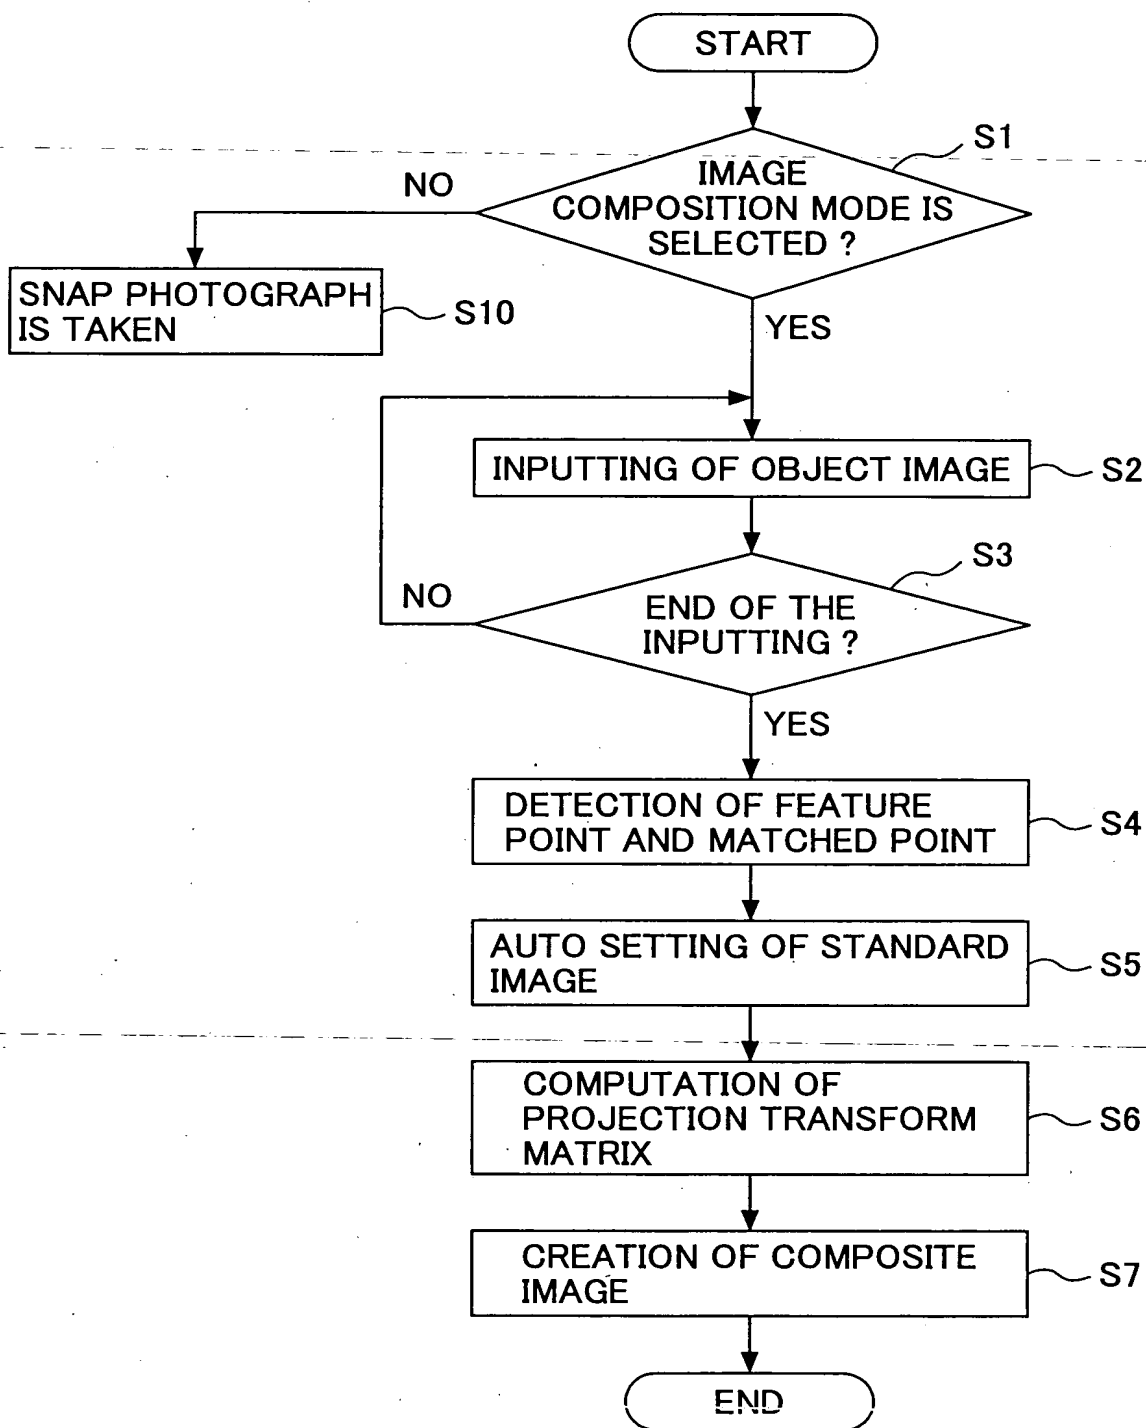 START
S1
IMAGE
COMPOSITION MODE IS
SELECTED ?
NO
SNAP PHOTOGRAPH
IS TAKEN
S10
YES
INPUTTING OF OBJECT IMAGE
S2
S3
END OF THE
INPUTTING ?
NO
YES
DETECTION OF FEATURE
POINT AND MATCHED POINT
S4
AUTO SETTING OF STANDARD
IMAGE
S5
COMPUTATION OF
PROJECTION TRANSFORM
MATRIX
S6
CREATION OF COMPOSITE
IMAGE
S7
END